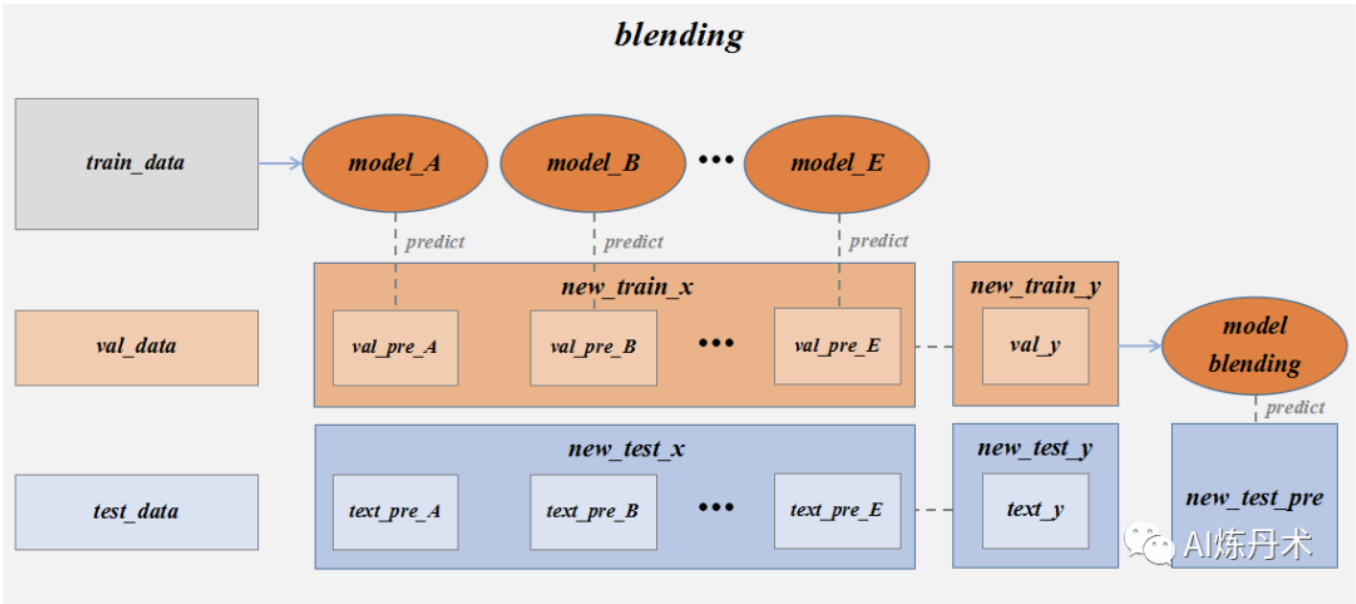 blending
train_data
model_A
model_B
•••
model_E
predict
predict
predict
new_train_x
new_train_y
val_data
val_pre_A
val_pre_B
•••
val_pre_E
val_y
model
blending
predict
new_test_x
new_test_y
test_data
text_pre_A
text_pre_B
•••
text_pre_E
text_y
new_test_pre
AI炼丹术